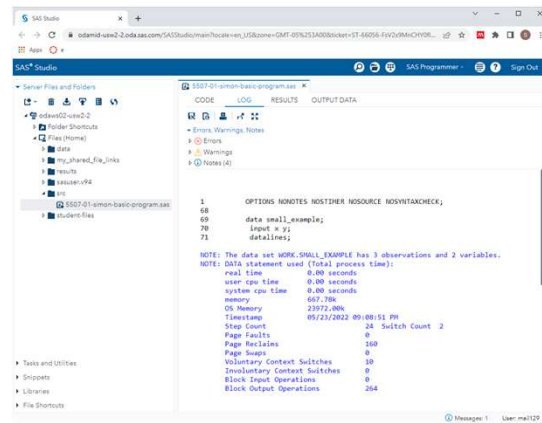 SAS Studio
odamid-usw2-2.oda.sas.com/SASStudio/main?locale=en_US&zone=GMT-05%253A00&ticket=ST-66056-
Apps
SAS® Studio
SAS Programmer
Sign Out
Server Files and Folders
odaws02-usw2-2
Folder Shortcuts
Files (Home)
data
my_shared_file_links
results
sasuser.v94
src
5507-01-simon-basic-program.sas
student-files
Tasks and Utilities
Snippets
Libraries
File Shortcuts
5507-01-simon-basic-program.sas
CODE LOG RESULTS OUTPUT DATA
Errors, Warnings, Notes
Errors
Warnings
Notes (4)
1 OPTIONS NONOTES NOSTIMER NOSOURCE NOSYNTAXCHECK;
68
69 data small_example;
70 input x y;
71 datalines;
NOTE: The data set WORK.SMALL_EXAMPLE has 3 observations and 2 variables.
NOTE: DATA statement used (Total process time):
real time 0.00 seconds
user cpu time 0.00 seconds
system cpu time 0.00 seconds
memory 667.78k
OS Memory 23972.00k
Timestamp 05/23/2022 09:08:51 PM
Step Count 24 Switch Count 2
Page Faults 0
Page Reclaims 160
Page Swaps 0
Voluntary Context Switches 10
Involuntary Context Switches 0
Block Input Operations 0
Block Output Operations 264
Messages: 1 User: mail129